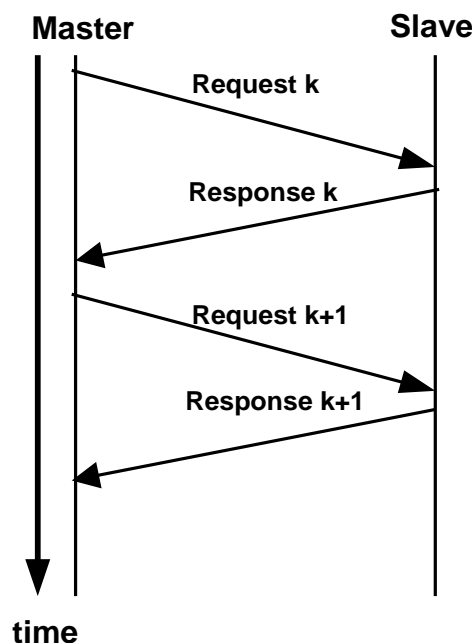 Master
Slave
Request k
Response k
Request k+1
Response k+1
time